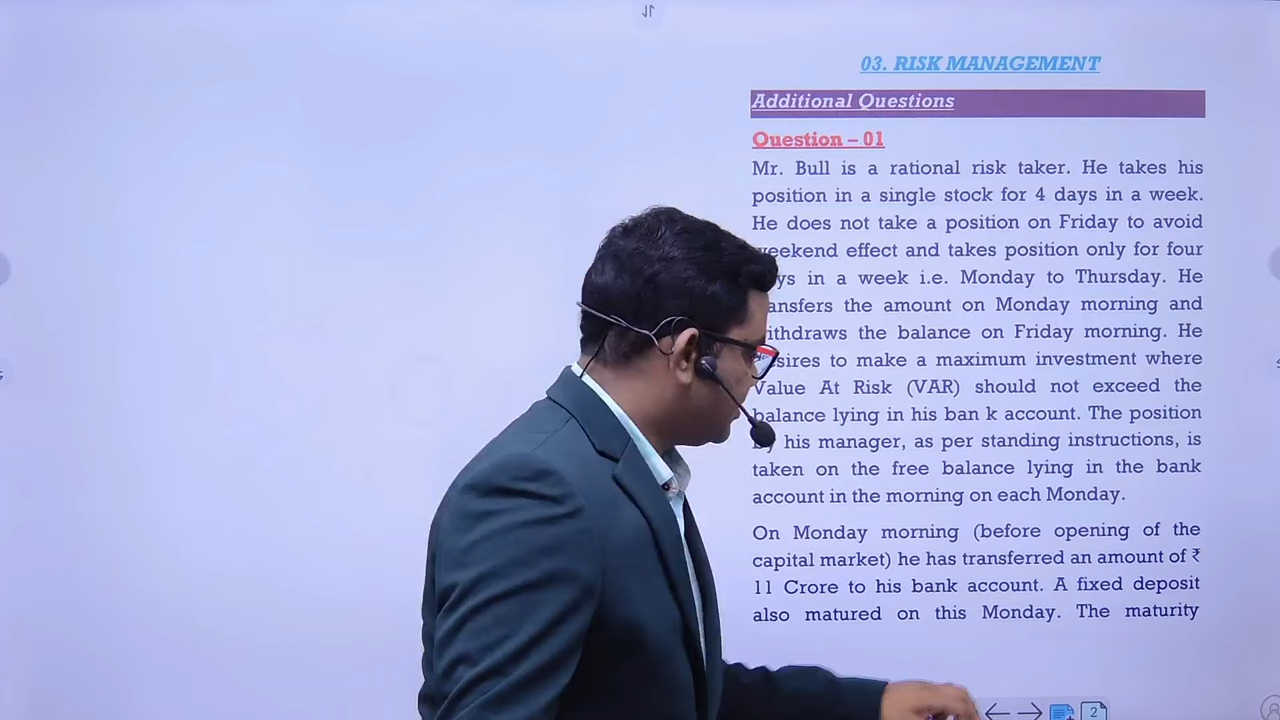 03. RISK MANAGEMENT
Additional Questions
Question – 01
Mr. Bull is a rational risk taker. He takes his
position in a single stock for 4 days in a week.
He does not take a position on Friday to avoid
weekend effect and takes position only for four
days in a week i.e. Monday to Thursday. He
transfers the amount on Monday morning and
withdraws the balance on Friday morning. He
desires to make a maximum investment where
Value At Risk (VAR) should not exceed the
balance lying in his ban k account. The position
by his manager, as per standing instructions, is
taken on the free balance lying in the bank
account in the morning on each Monday.
On Monday morning (before opening of the
capital market) he has transferred an amount of ₹
11 Crore to his bank account. A fixed deposit
also matured on this Monday. The maturity
2